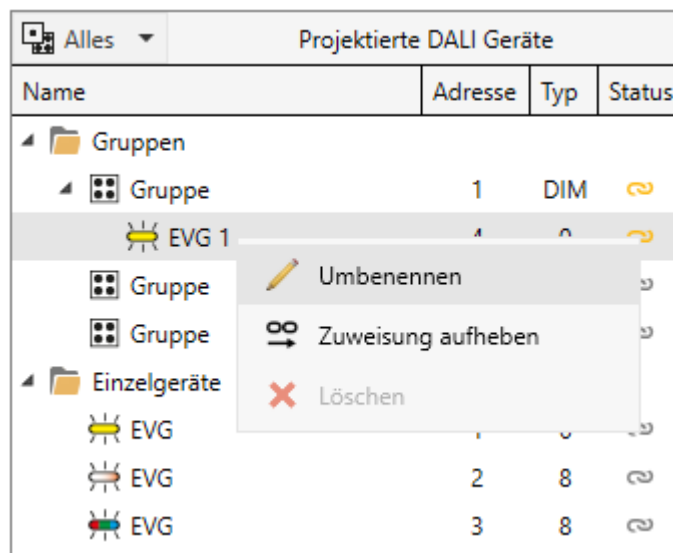 Alles Projektierte DALI Geräte
Name Adresse Typ Status
Gruppen
Gruppe 1 DIM
EVG 1
Umbenennen
Gruppe
Zuweisung aufheben
Gruppe
Löschen
Einzelgeräte
EVG
EVG 2 8
EVG 3 8